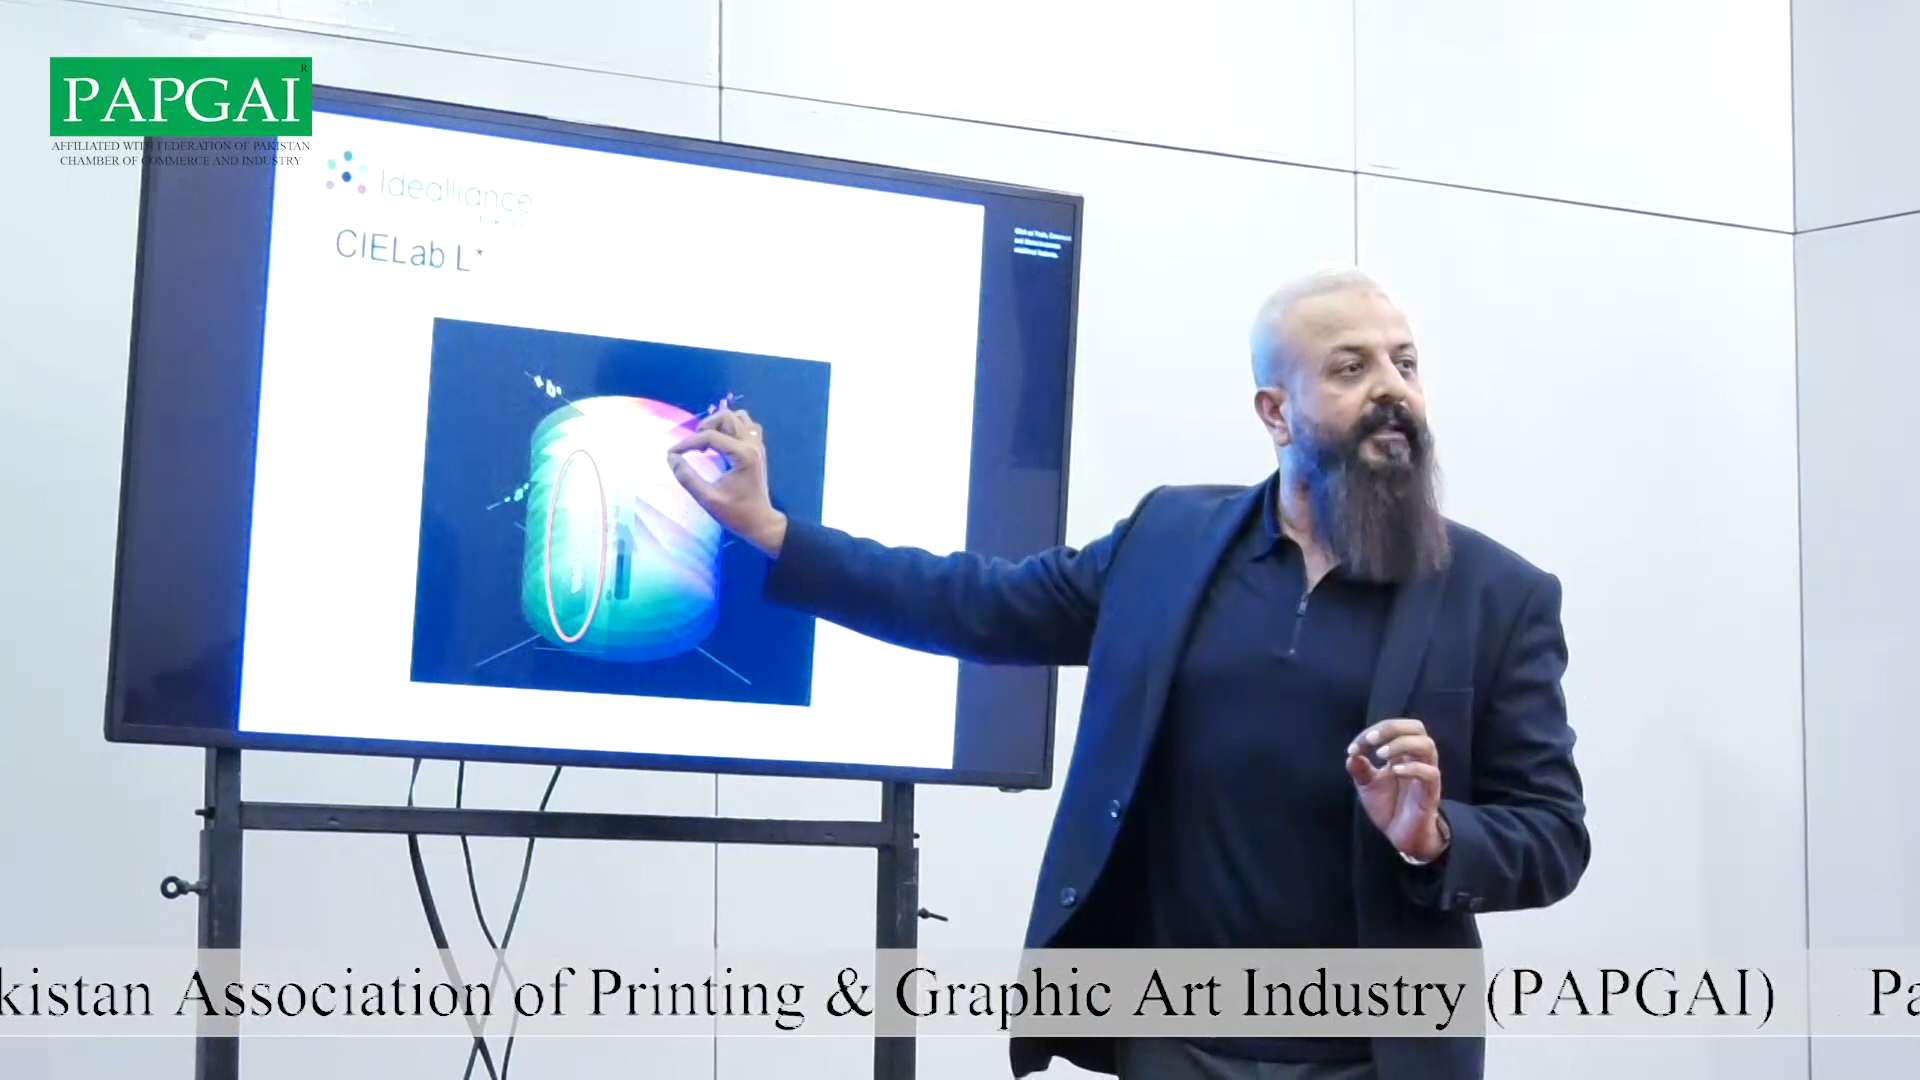 PAPGAI®
AFFILIATED WITH FEDERATION OF PAKISTAN
CHAMBER OF COMMERCE AND INDUSTRY
Idealliance
CIELab L*
+b*
-a*
kistan Association of Printing & Graphic Art Industry (PAPGAI) Pa